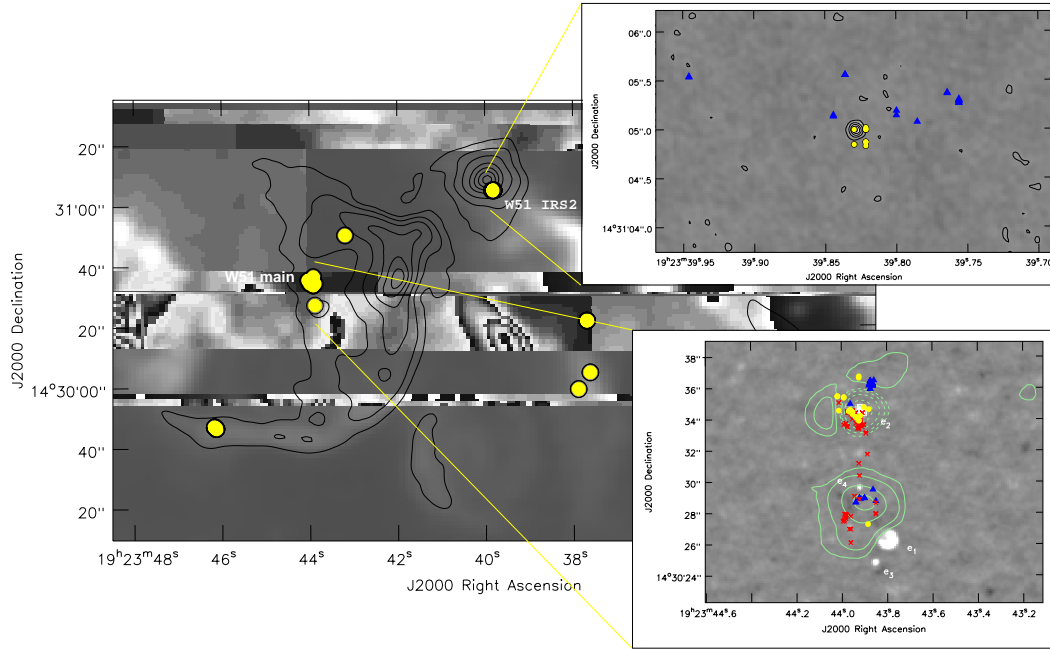 06''.0
05''.5
05''.0
04''.5
14°31'04''.0
J2000 Declination
19ʰ23ᵐ39ˢ.95
39ˢ.90
39ˢ.85
39ˢ.80
39ˢ.75
39ˢ.70
J2000 Right Ascension
20''
31'00''
40''
20''
14°30'00''
40''
20''
J2000 Declination
W51 IRS2
W51 main
19ʰ23ᵐ48ˢ
46ˢ
44ˢ
42ˢ
40ˢ
38ˢ
J2000 Right Ascension
38''
36''
34''
32''
30''
28''
26''
14°30'24''
J2000 Declination
e₂
e₄
e₁
e₃
19ʰ23ᵐ44ˢ.6
44ˢ.2
44ˢ.0
43ˢ.8
43ˢ.6
43ˢ.4
43ˢ.2
J2000 Right Ascension